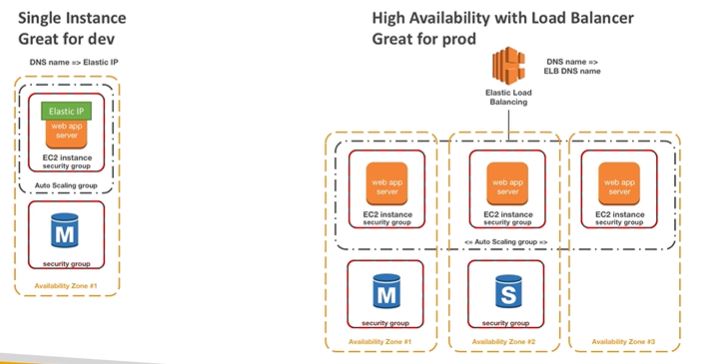 Single Instance
Great for dev
DNS name => Elastic IP
Elastic IP
web app
server
EC2 instance
security group
Auto Scaling group
M
security group
Availability Zone #1
High Availability with Load Balancer
Great for prod
DNS name =>
ELB DNS name
Elastic Load
Balancing
web app
server
EC2 instance
security group
web app
server
EC2 instance
security group
web app
server
EC2 instance
security group
<= Auto Scaling group =>
M
security group
S
security group
Availability Zone #1
Availability Zone #2
Availability Zone #3